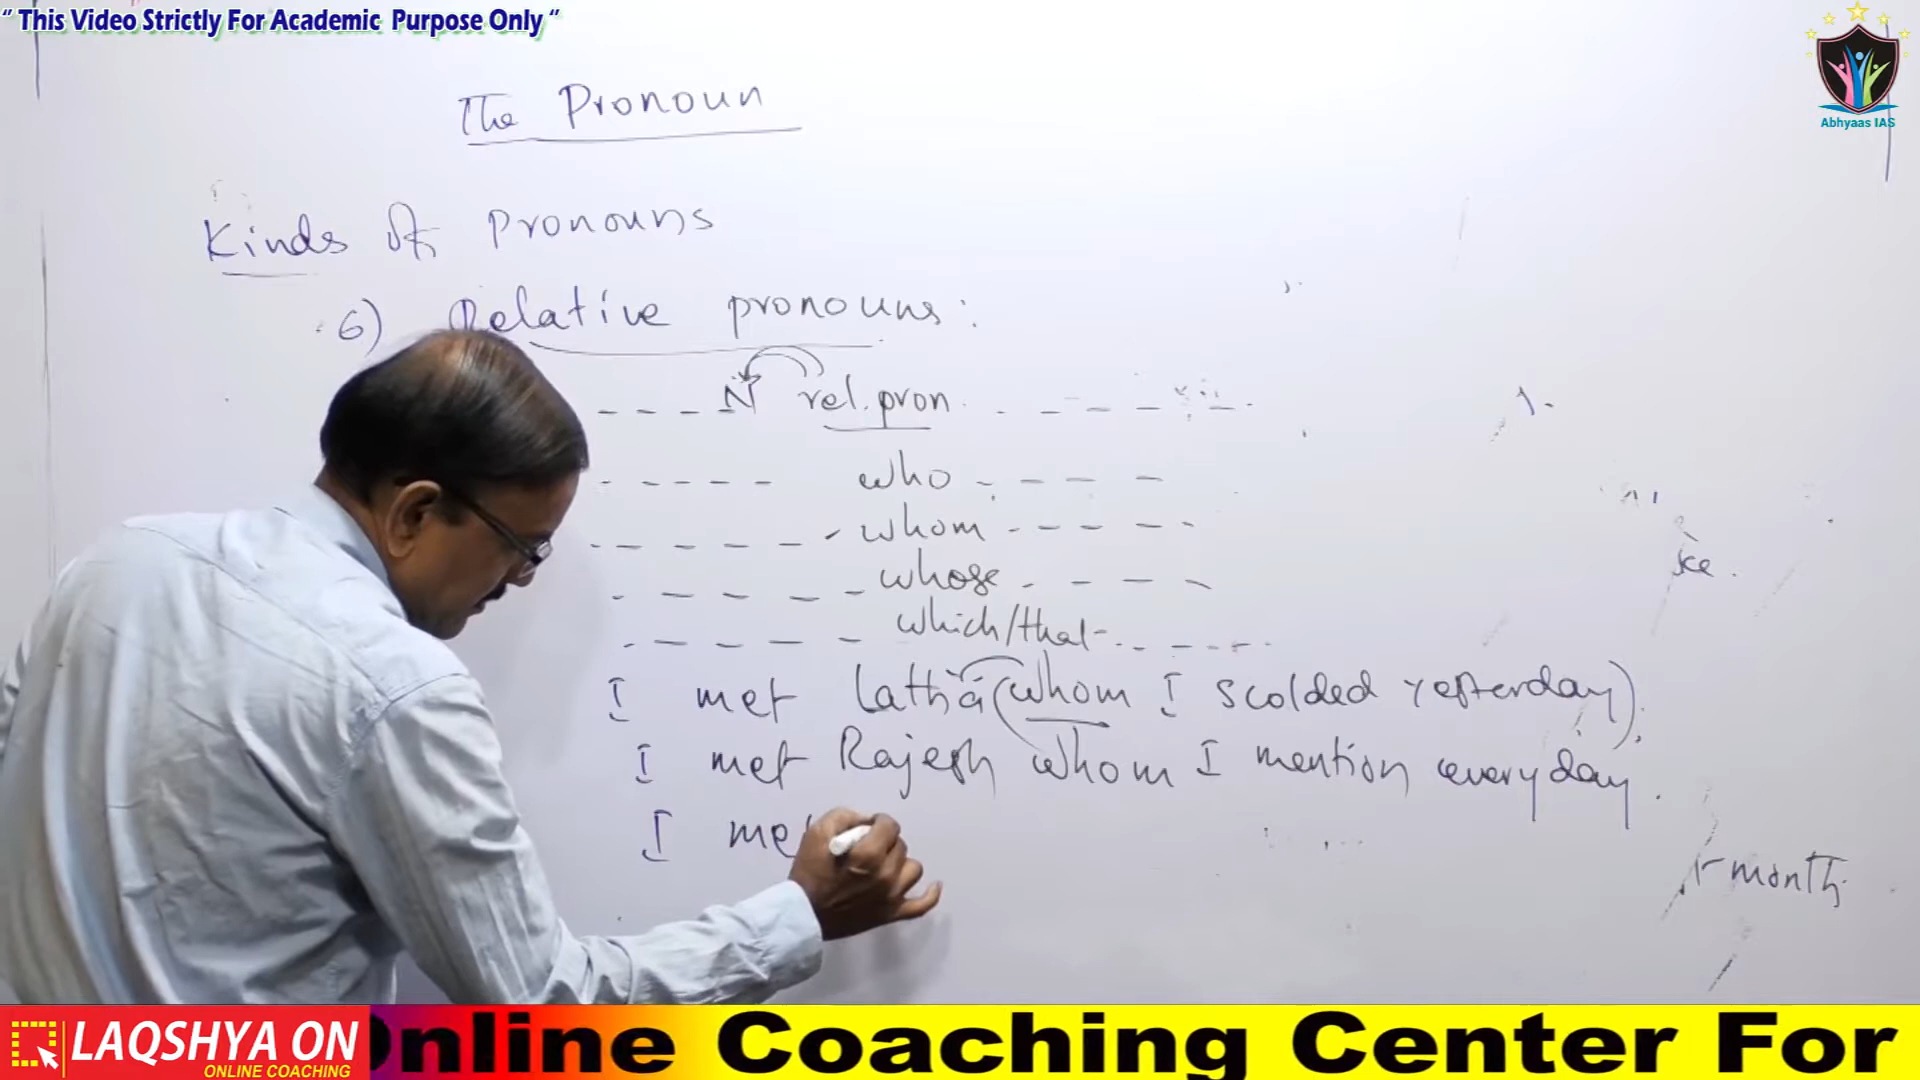 “ This Video Strictly For Academic Purpose Only “
Abhyaas IAS
The Pronoun
Kinds Of Pronouns
6) Relative pronouns:
- - - - N rel. pron. - - - - -
- - - - - who - - - - -
- - - - - whom - - - - -
- - - - - whose - - - -
- - - - - which/that - - - - -
I met Latha (whom I scolded yesterday).
I met Rajesh whom I mention everyday.
I met
month.
LAQSHYA ON
ONLINE COACHING
Online Coaching Center For